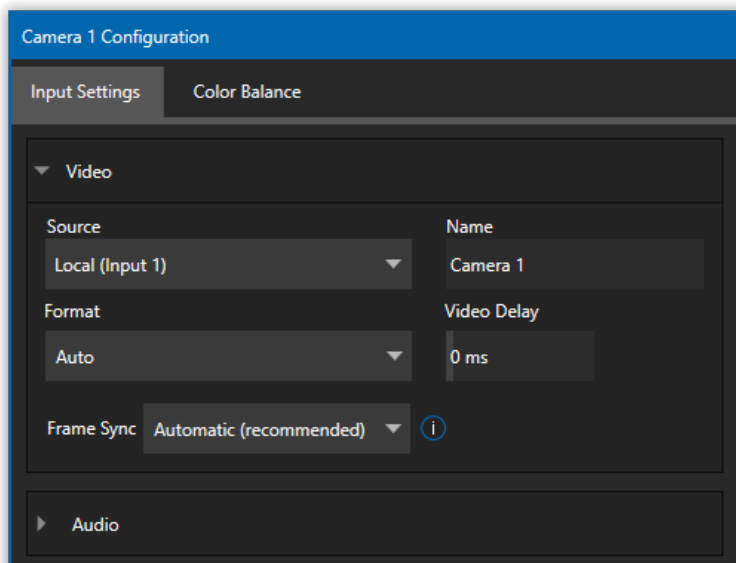 Camera 1 Configuration
Input Settings Color Balance
Video
Source Name
Local (Input 1) Camera 1
Format Video Delay
Auto 0 ms
Frame Sync Automatic (recommended) i
Audio